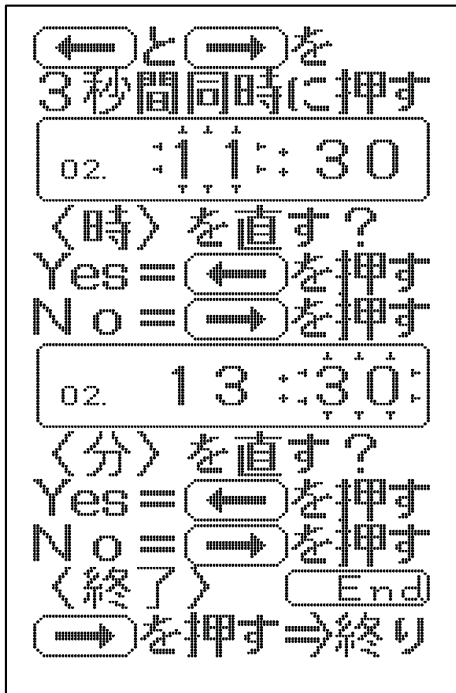 ←と→を
3秒間同時に押す
02. 11:30
〈時〉を直す?
Yes=←を押す
No=→を押す
02. 13:30
〈分〉を直す?
Yes=←を押す
No=→を押す
〈終了〉 End
→を押す⇒終り